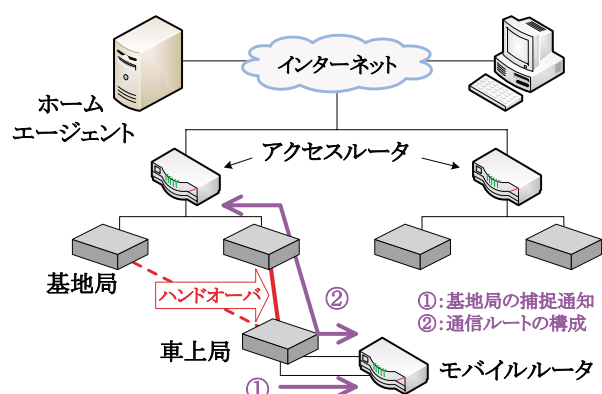 インターネット
ホーム
エージェント
アクセスルータ
基地局
ハンドオーバ
②
①:基地局の捕捉通知
②:通信ルートの構成
車上局
モバイルルータ
①